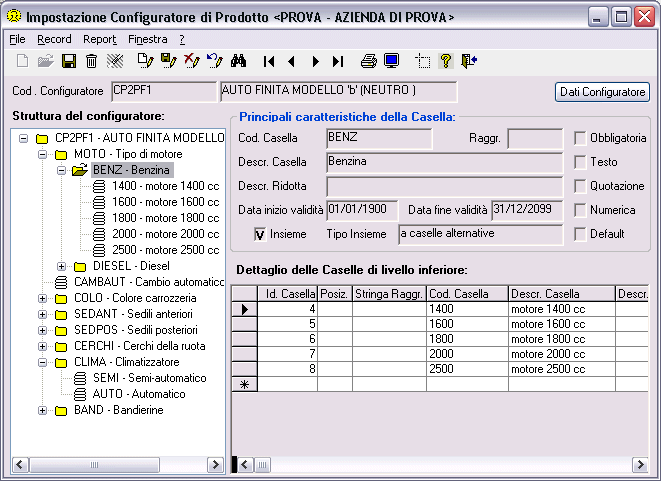 Impostazione Configuratore di Prodotto <PROVA - AZIENDA DI PROVA>
File Record Report Finestra ?
Cod. Configuratore CP2PF1 AUTO FINITA MODELLO 'b' (NEUTRO ) Dati Configuratore
Struttura del configuratore:
CP2PF1 - AUTO FINITA MODELLO
MOTO - Tipo di motore
BENZ - Benzina
1400 - motore 1400 cc
1600 - motore 1600 cc
1800 - motore 1800 cc
2000 - motore 2000 cc
2500 - motore 2500 cc
DIESEL - Diesel
CAMBAUT - Cambio automatico
COLO - Colore carrozzeria
SEDANT - Sedili anteriori
SEDPOS - Sedili posteriori
CERCHI - Cerchi della ruota
CLIMA - Climatizzatore
SEMI - Semi-automatico
AUTO - Automatico
BAND - Bandierine
Principali caratteristiche della Casella:
Cod. Casella BENZ Raggr. Obbligatoria
Descr. Casella Benzina Testo
Descr. Ridotta Quotazione
Data inizio validità 01/01/1900 Data fine validità 31/12/2099 Numerica
Insieme Tipo Insieme a caselle alternative Default
Dettaglio delle Caselle di livello inferiore:
Id. Casella Posiz. Stringa Raggr. Cod. Casella Descr. Casella Descr.
4 1400 motore 1400 cc
5 1600 motore 1600 cc
6 1800 motore 1800 cc
7 2000 motore 2000 cc
8 2500 motore 2500 cc